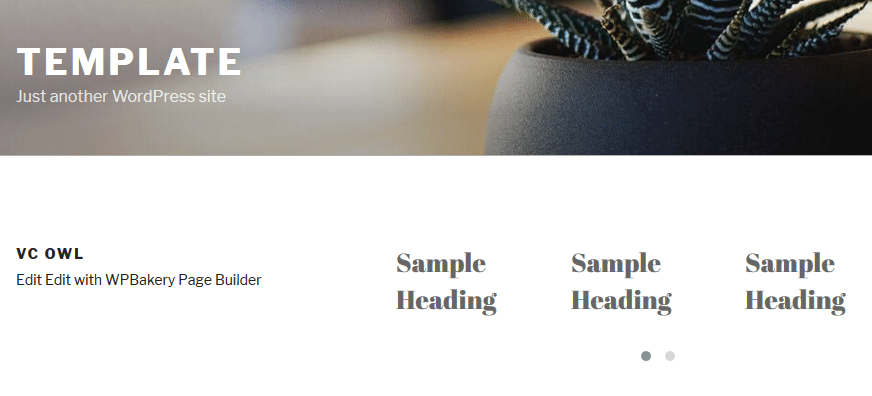 TEMPLATE
Just another WordPress site
VC OWL
Edit Edit with WPBakery Page Builder
Sample Heading
Sample Heading
Sample Heading